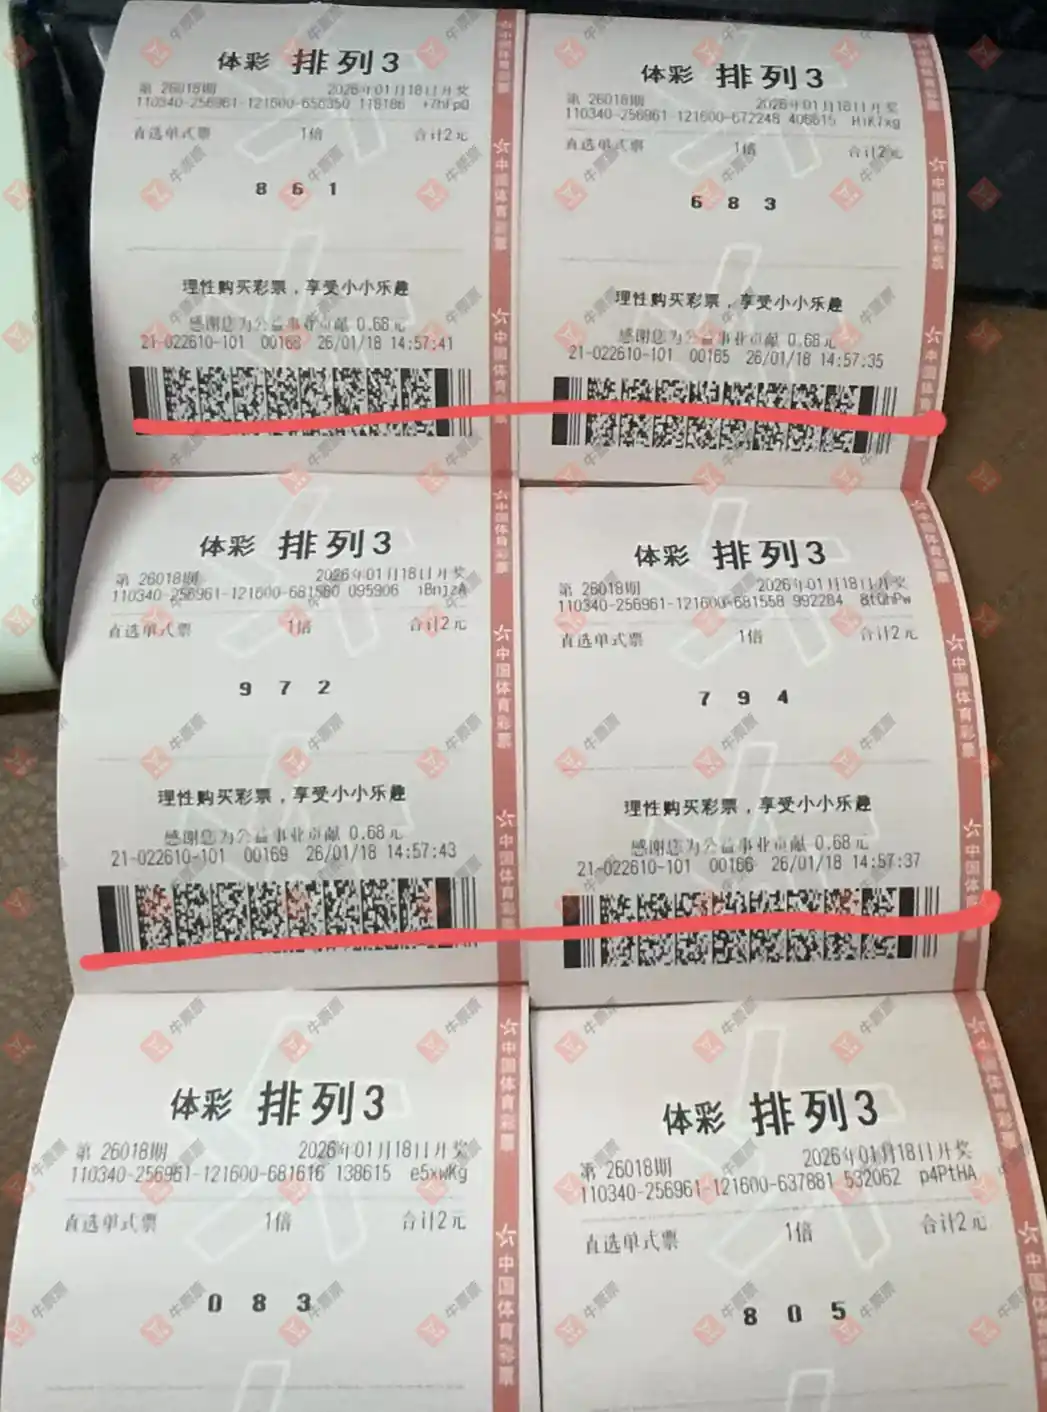 体彩 排列3
第 26018期 2026年01月18日开奖
110340-256961-121600-656350 118186 +7hFpQ
直选单式票 1倍 合计2元
8 6 1
理性购买彩票，享受小小乐趣
感谢您为公益事业贡献 0.68元
21-022610-101 00168 26/01/18 14:57:41
体彩 排列3
第 26018期 2026年01月18日开奖
110340-256961-121600-672248 406615 HiK7xg
直选单式票 1倍 合计2元
6 8 3
理性购买彩票，享受小小乐趣
感谢您为公益事业贡献 0.68元
21-022610-101 00165 26/01/18 14:57:35
体彩 排列3
第 26018期 2026年01月18日开奖
110340-256961-121600-681580 095906 iBnjzA
直选单式票 1倍 合计2元
9 7 2
理性购买彩票，享受小小乐趣
感谢您为公益事业贡献 0.68元
21-022610-101 00169 26/01/18 14:57:43
体彩 排列3
第 26018期 2026年01月18日开奖
110340-256961-121600-681558 992284 8tQhPw
直选单式票 1倍 合计2元
7 9 4
理性购买彩票，享受小小乐趣
感谢您为公益事业贡献 0.68元
21-022610-101 00166 26/01/18 14:57:37
体彩 排列3
第 26018期 2026年01月18日开奖
110340-256961-121600-681616 138615 e5xwKg
直选单式票 1倍 合计2元
0 8 3
体彩 排列3
第 26018期 2026年01月18日开奖
110340-256961-121600-637881 532062 p4PtHA
直选单式票 1倍 合计2元
8 0 5
中国体育彩票
牛票票